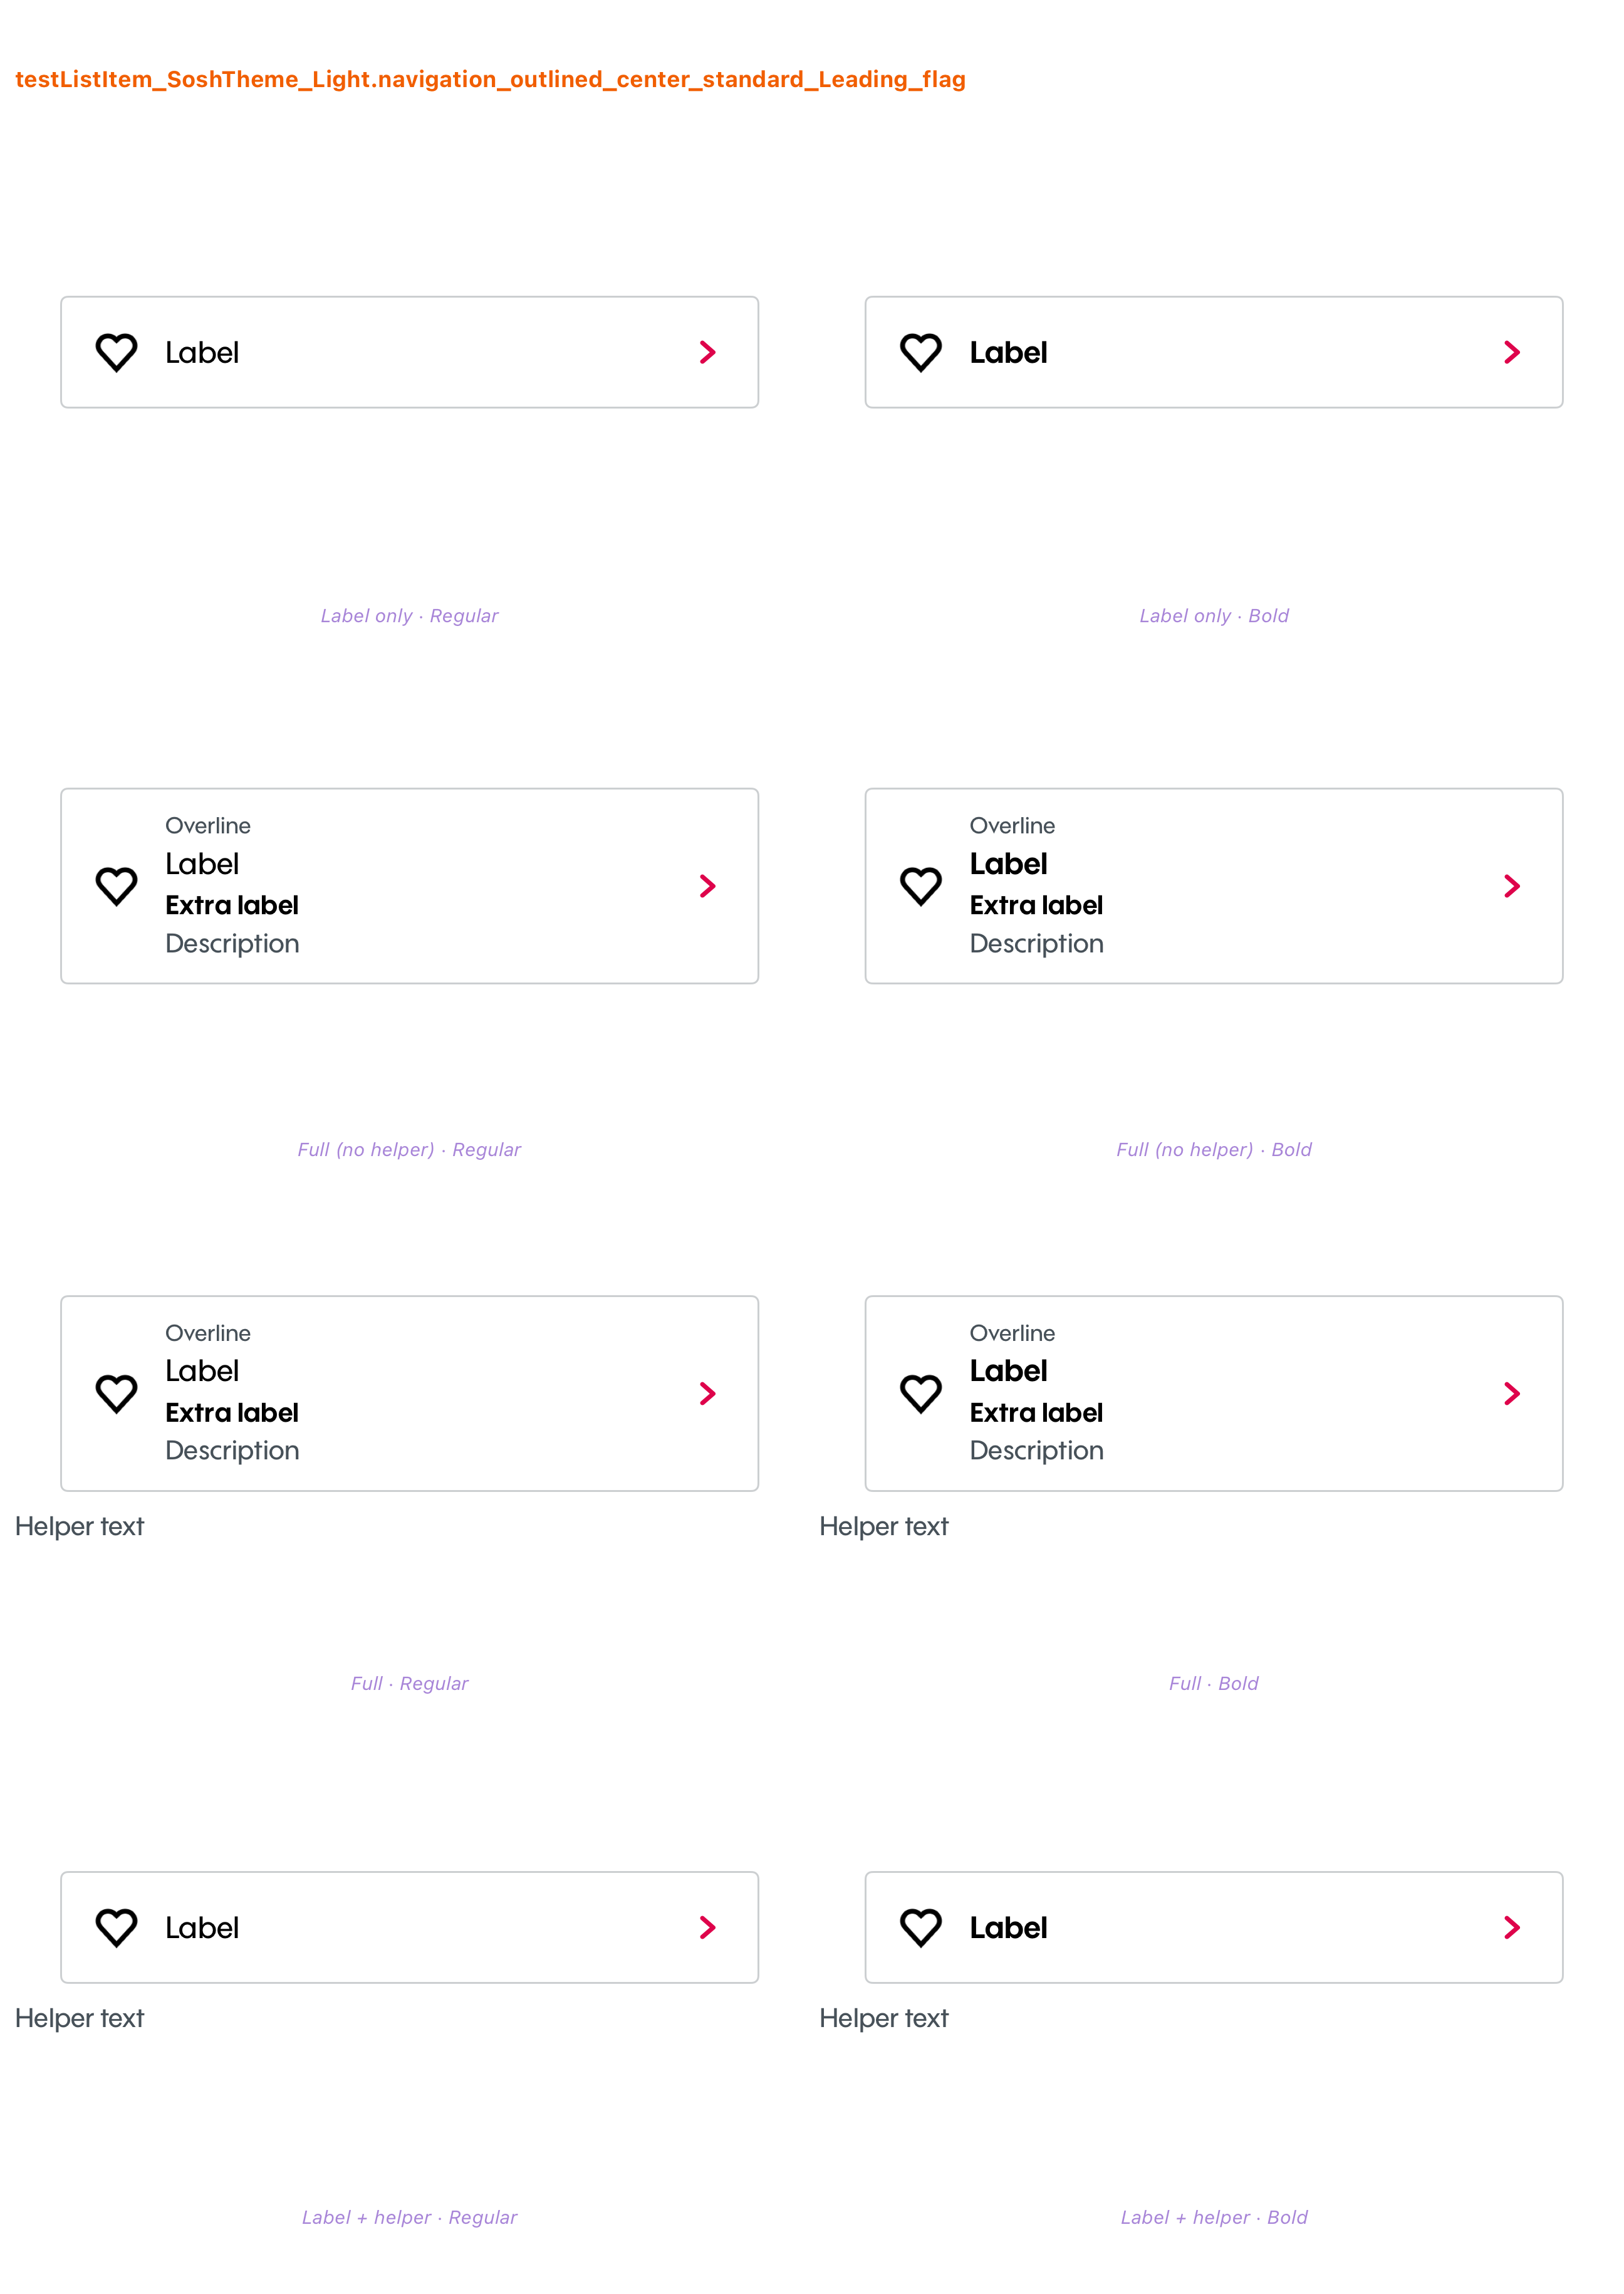 testListItem_SoshTheme_Light.navigation_outlined_center_standard_Leading_flag
Label
Label
Label only · Regular
Label only · Bold
Overline
Label
Extra label
Description
Overline
Label
Extra label
Description
Full (no helper) · Regular
Full (no helper) · Bold
Overline
Label
Extra label
Description
Helper text
Overline
Label
Extra label
Description
Helper text
Full · Regular
Full · Bold
Label
Helper text
Label
Helper text
Label + helper · Regular
Label + helper · Bold